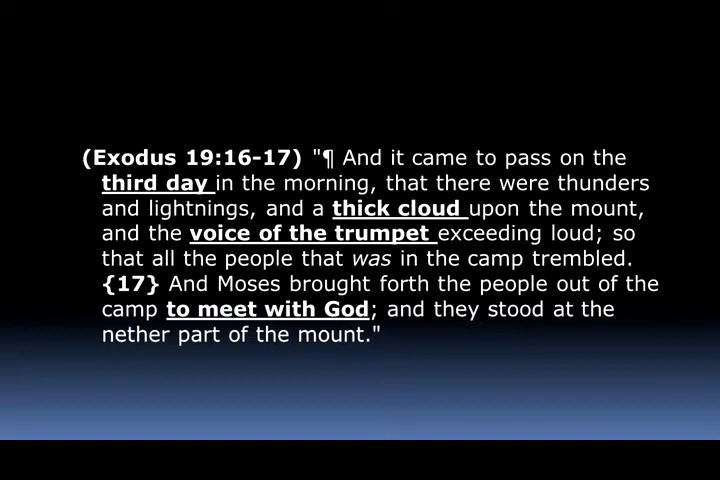 (Exodus 19:16-17) "¶ And it came to pass on the
third day in the morning, that there were thunders
and lightnings, and a thick cloud upon the mount,
and the voice of the trumpet exceeding loud; so
that all the people that was in the camp trembled.
{17} And Moses brought forth the people out of the
camp to meet with God; and they stood at the
nether part of the mount."